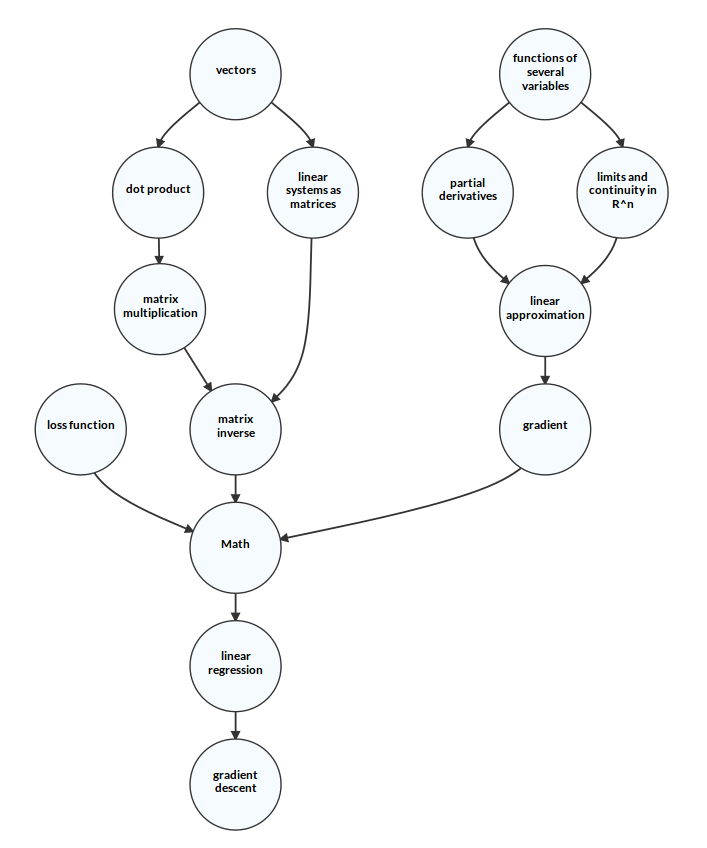 vectors
functions of
several
variables
dot product
linear
systems as
matrices
partial
derivatives
limits and
continuity in
R^n
matrix
multiplication
linear
approximation
loss function
matrix
inverse
gradient
Math
linear
regression
gradient
descent